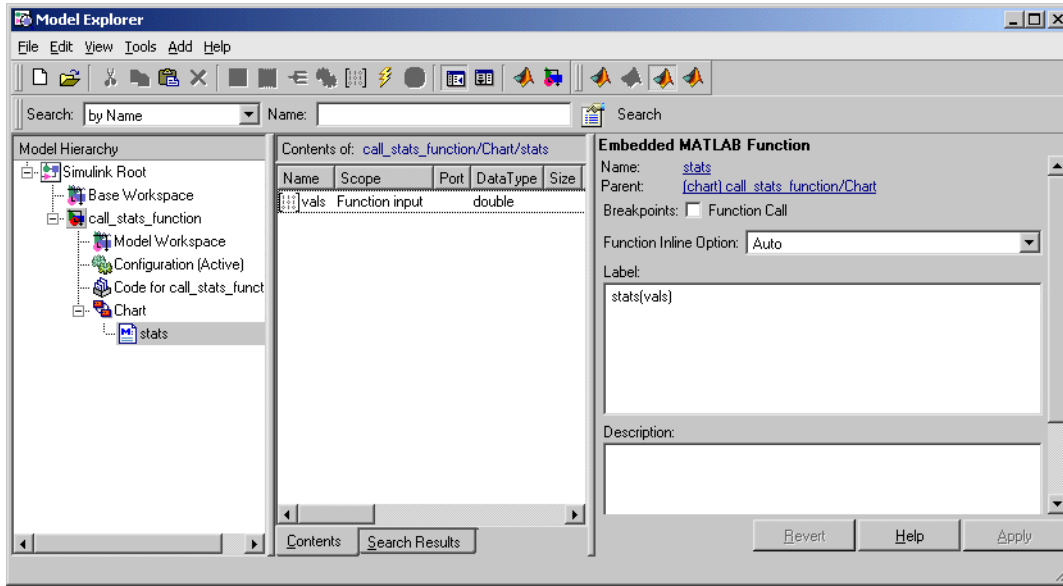 Model Explorer
File Edit View Tools Add Help
Search: by Name Name: Search
Model Hierarchy
Simulink Root
Base Workspace
call_stats_function
Model Workspace
Configuration (Active)
Code for call_stats_funct
Chart
stats
Contents of: call_stats_function/Chart/stats
Name Scope Port DataType Size
vals Function input double
Contents Search Results
Embedded MATLAB Function
Name: stats
Parent: (chart) call_stats_function/Chart
Breakpoints: Function Call
Function Inline Option: Auto
Label:
stats(vals)
Description:
Revert Help Apply